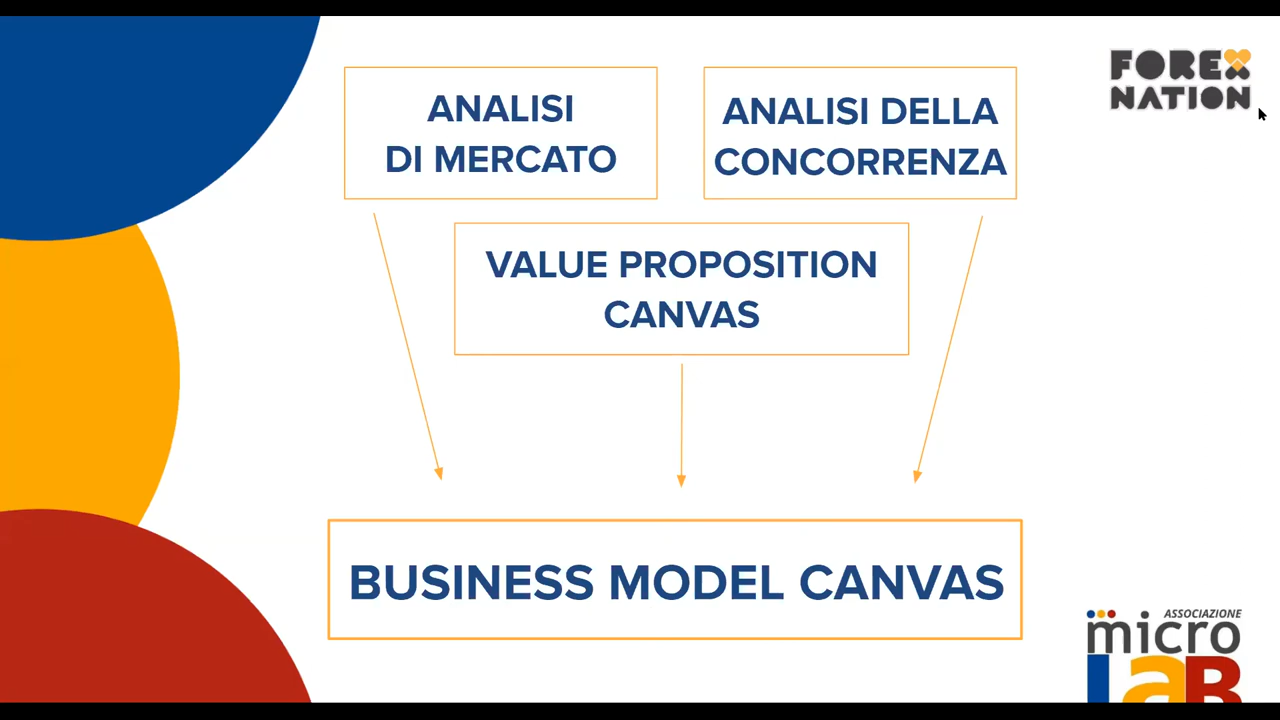 ANALISI
DI MERCATO
ANALISI DELLA
CONCORRENZA
FOREX
NATION
VALUE PROPOSITION
CANVAS
BUSINESS MODEL CANVAS
ASSOCIAZIONE
micro
LaB